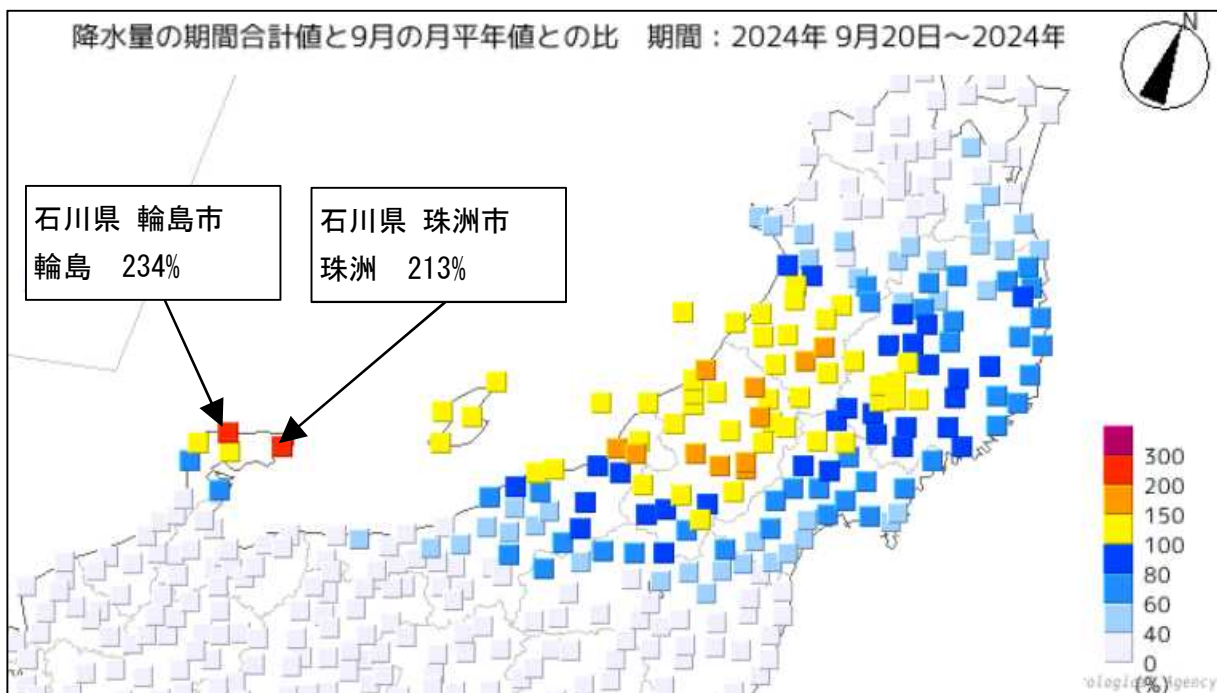 降水量の期間合計値と9月の月平年値との比　期間：2024年 9月20日～2024年
N
石川県 輪島市
輪島 234%
石川県 珠洲市
珠洲 213%
300
200
150
100
80
60
40
0
(%)
Agency